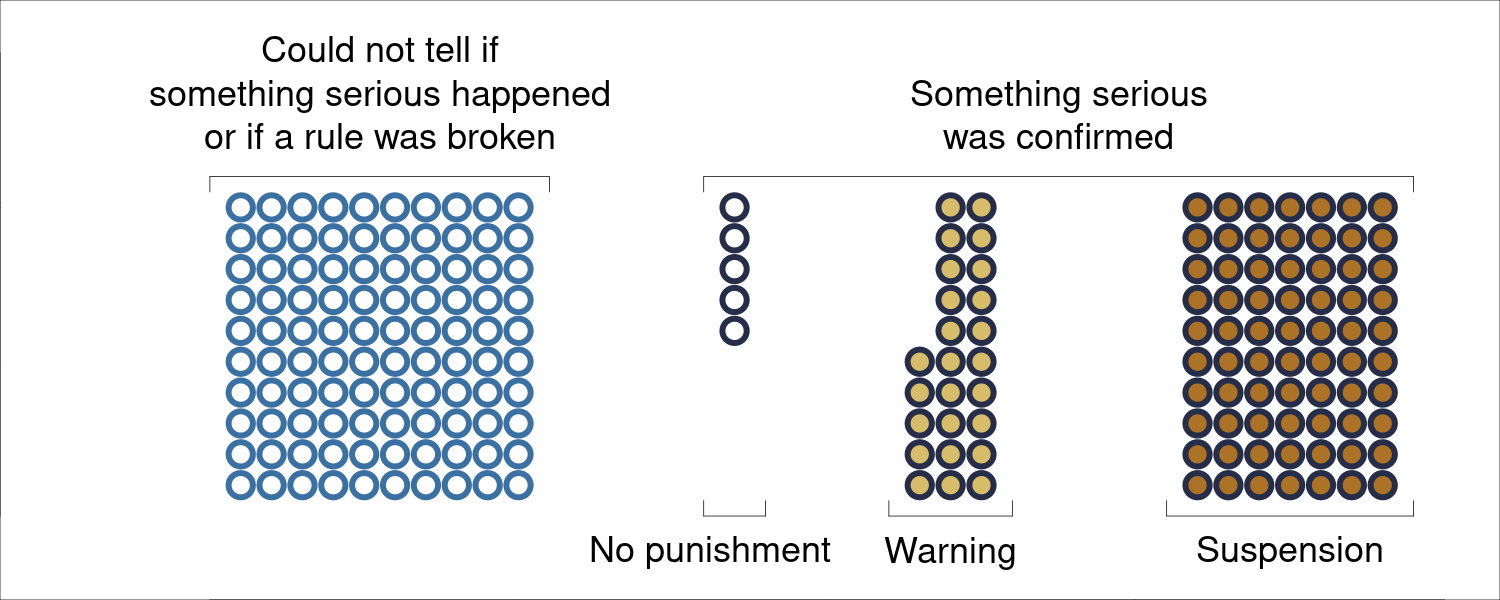 Could not tell if
something serious happened
or if a rule was broken
Something serious
was confirmed
No punishment
Warning
Suspension